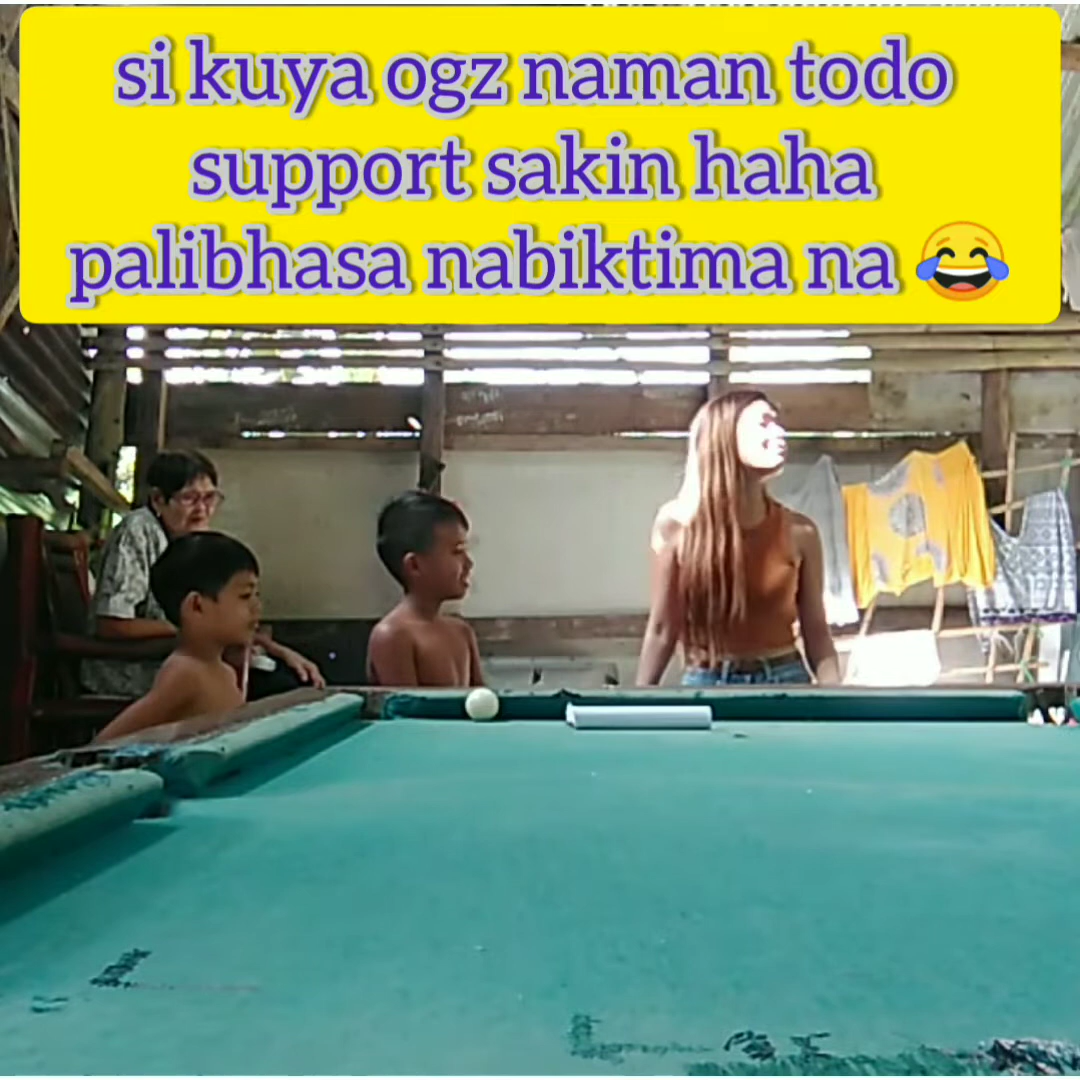 si kuya ogz naman todo
support sakin haha
palibhasa nabiktima na 😂